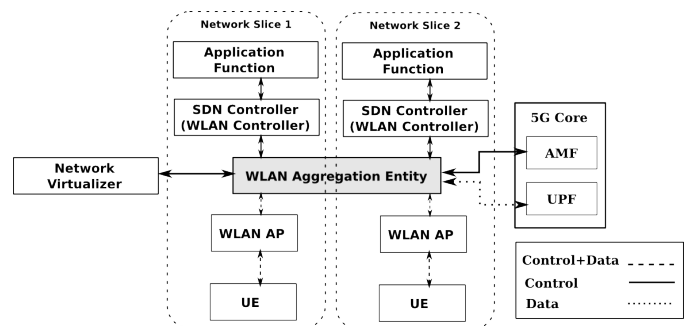 Network Slice 1
Network Slice 2
Application
Function
Application
Function
SDN Controller
(WLAN Controller)
SDN Controller
(WLAN Controller)
5G Core
AMF
UPF
Network
Virtualizer
WLAN Aggregation Entity
WLAN AP
WLAN AP
UE
UE
Control+Data
Control
Data